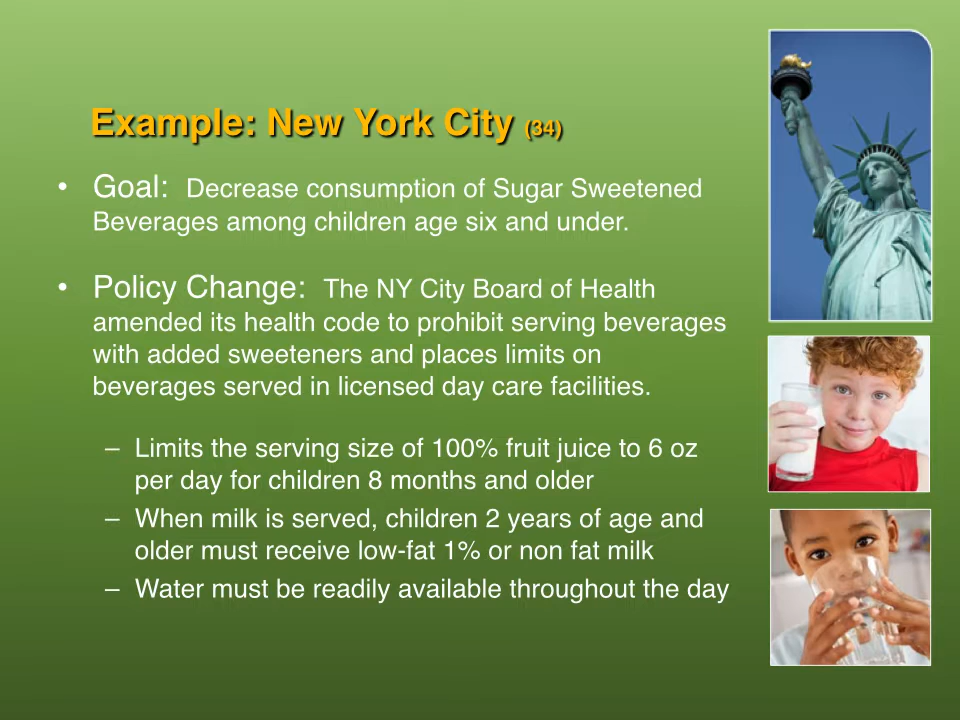 Example: New York City (34)
• Goal: Decrease consumption of Sugar Sweetened
Beverages among children age six and under.
• Policy Change: The NY City Board of Health
amended its health code to prohibit serving beverages
with added sweeteners and places limits on
beverages served in licensed day care facilities.
– Limits the serving size of 100% fruit juice to 6 oz
per day for children 8 months and older
– When milk is served, children 2 years of age and
older must receive low-fat 1% or non fat milk
– Water must be readily available throughout the day